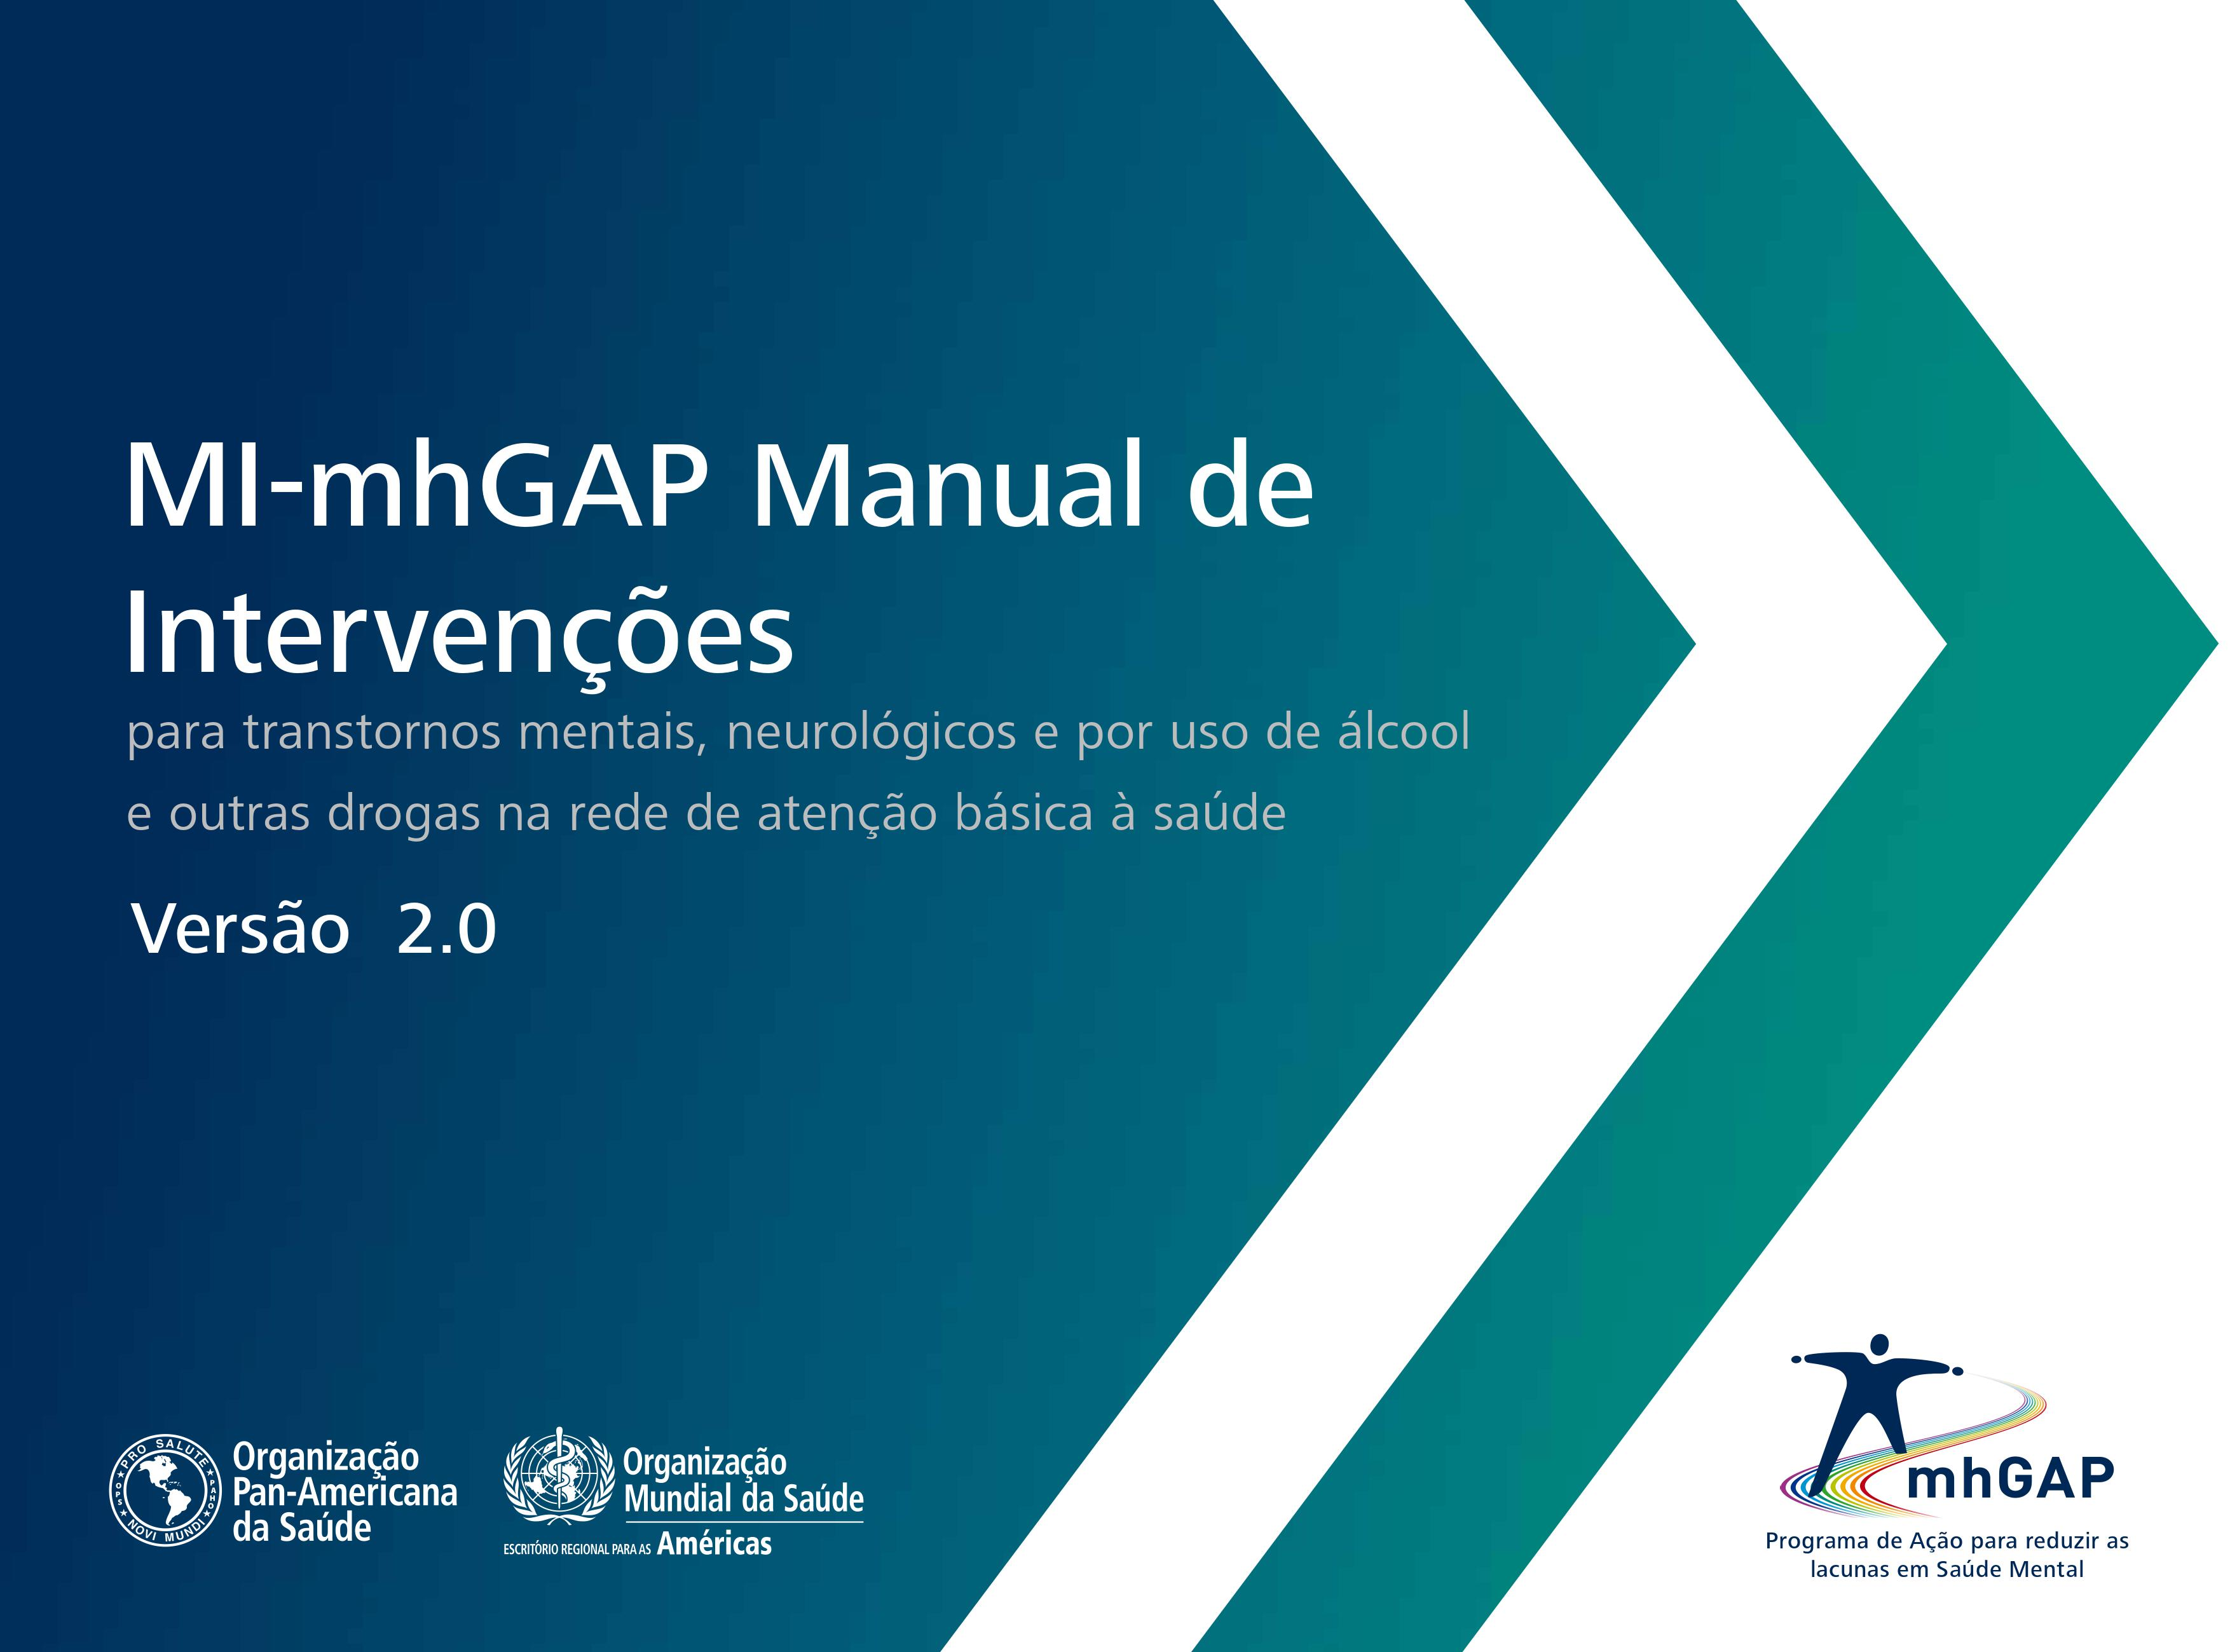 MI-mhGAP Manual de
Intervenções
para transtornos mentais, neurológicos e por uso de álcool
e outras drogas na rede de atenção básica à saúde
Versão 2.0
PRO SALUTE
NOVI MUNDI
OPS
PAHO
Organização
Pan-Americana
da Saúde
Organização
Mundial da Saúde
ESCRITÓRIO REGIONAL PARA AS Américas
mhGAP
Programa de Ação para reduzir as
lacunas em Saúde Mental